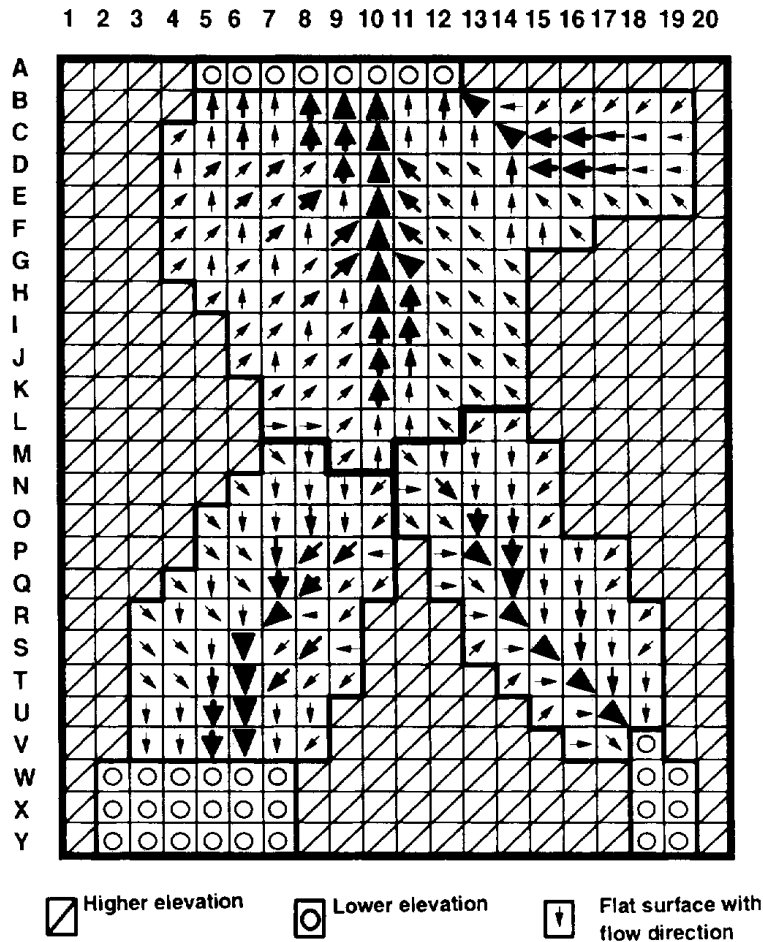 1 2 3 4 5 6 7 8 9 10 11 12 13 14 15 16 17 18 19 20
A
B
C
D
E
F
G
H
I
J
K
L
M
N
O
P
Q
R
S
T
U
V
W
X
Y
Higher elevation
Lower elevation
Flat surface with
flow direction